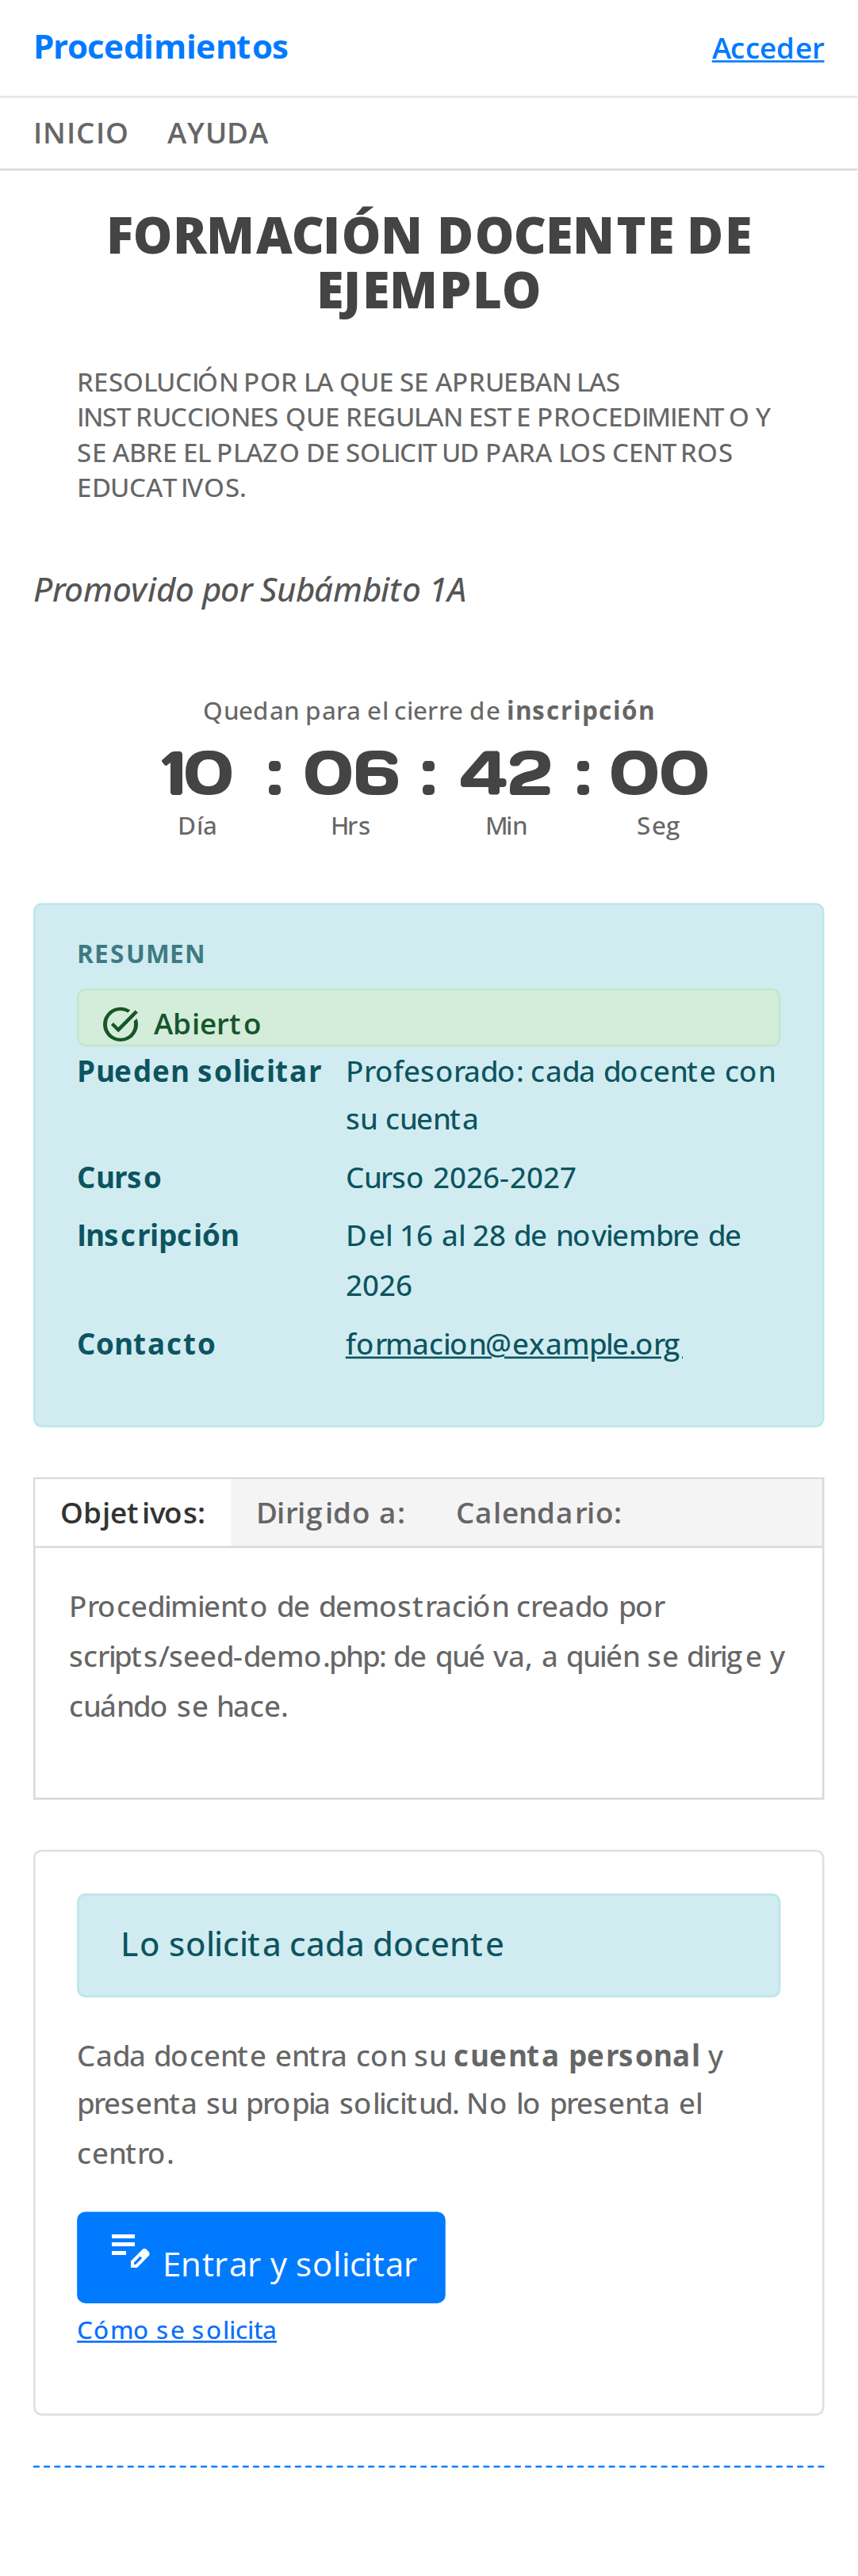 Procedimientos
Acceder
INICIO
AYUDA
FORMACIÓN DOCENTE DE
EJEMPLO
RESOLUCIÓN POR LA QUE SE APRUEBAN LAS
INSTRUCCIONES QUE REGULAN ESTE PROCEDIMIENTO Y
SE ABRE EL PLAZO DE SOLICITUD PARA LOS CENTROS
EDUCATIVOS.
Promovido por Subámbito 1A
Quedan para el cierre de inscripción
10 : 06 : 42 : 00
Día Hrs Min Seg
RESUMEN
Abierto
Pueden solicitar Profesorado: cada docente con
su cuenta
Curso Curso 2026-2027
Inscripción Del 16 al 28 de noviembre de
2026
Contacto formacion@example.org
Objetivos: Dirigido a: Calendario:
Procedimiento de demostración creado por
scripts/seed-demo.php: de qué va, a quién se dirige y
cuándo se hace.
Lo solicita cada docente
Cada docente entra con su cuenta personal y
presenta su propia solicitud. No lo presenta el
centro.
Entrar y solicitar
Cómo se solicita